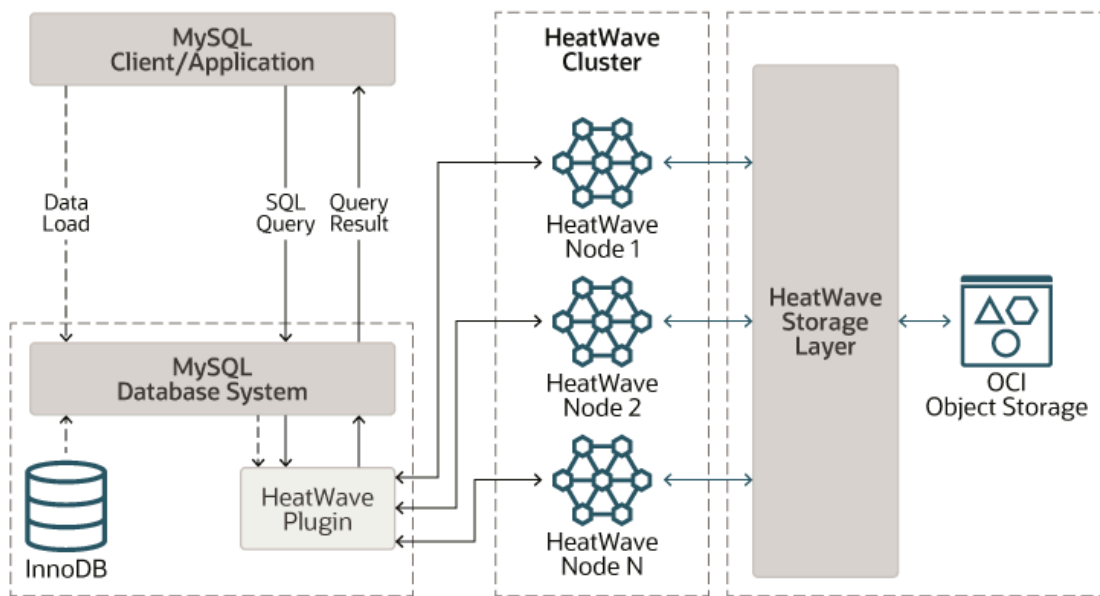 MySQL
Client/Application
Data
Load
SQL
Query
Query
Result
MySQL
Database System
InnoDB
HeatWave
Plugin
HeatWave
Cluster
HeatWave
Node 1
HeatWave
Node 2
HeatWave
Node N
HeatWave
Storage
Layer
OCI
Object Storage